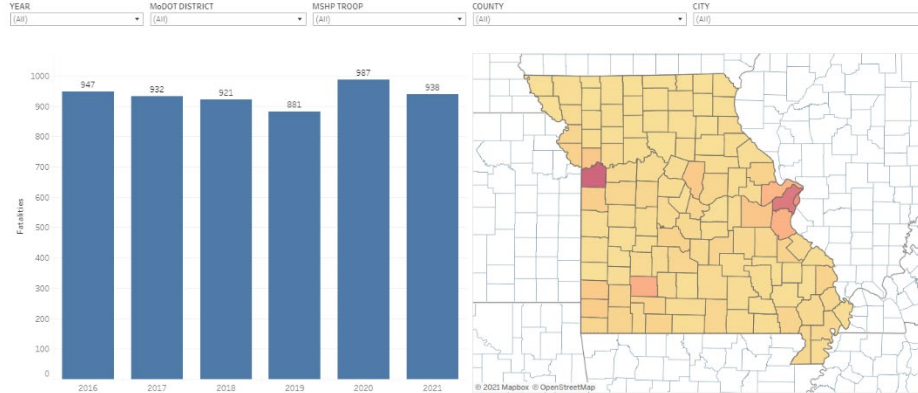 YEAR
(All)
MoDOT DISTRICT
(All)
MSHP TROOP
(All)
COUNTY
(All)
CITY
(All)
Fatalities
1000
900
800
700
600
500
400
300
200
100
0
947
932
921
881
987
938
2016
2017
2018
2019
2020
2021
© 2021 Mapbox © OpenStreetMap